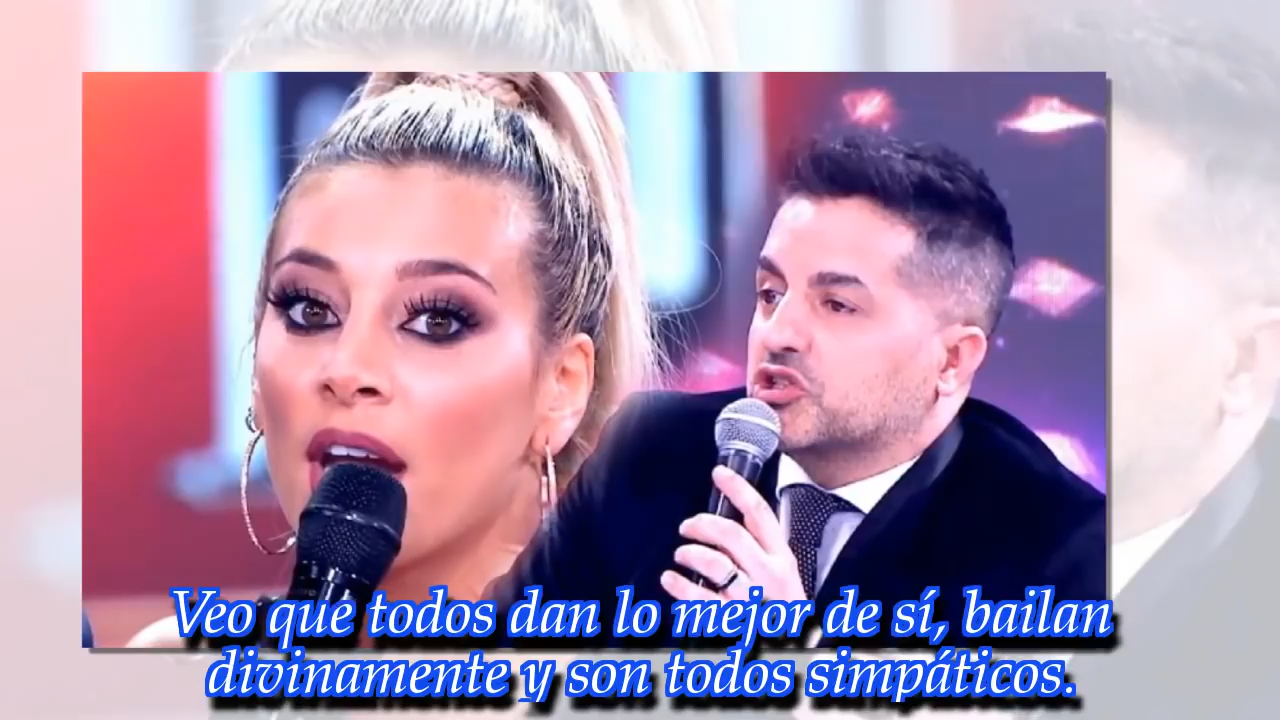 Veo que todos dan lo mejor de sí, bailan
divinamente y son todos simpáticos.